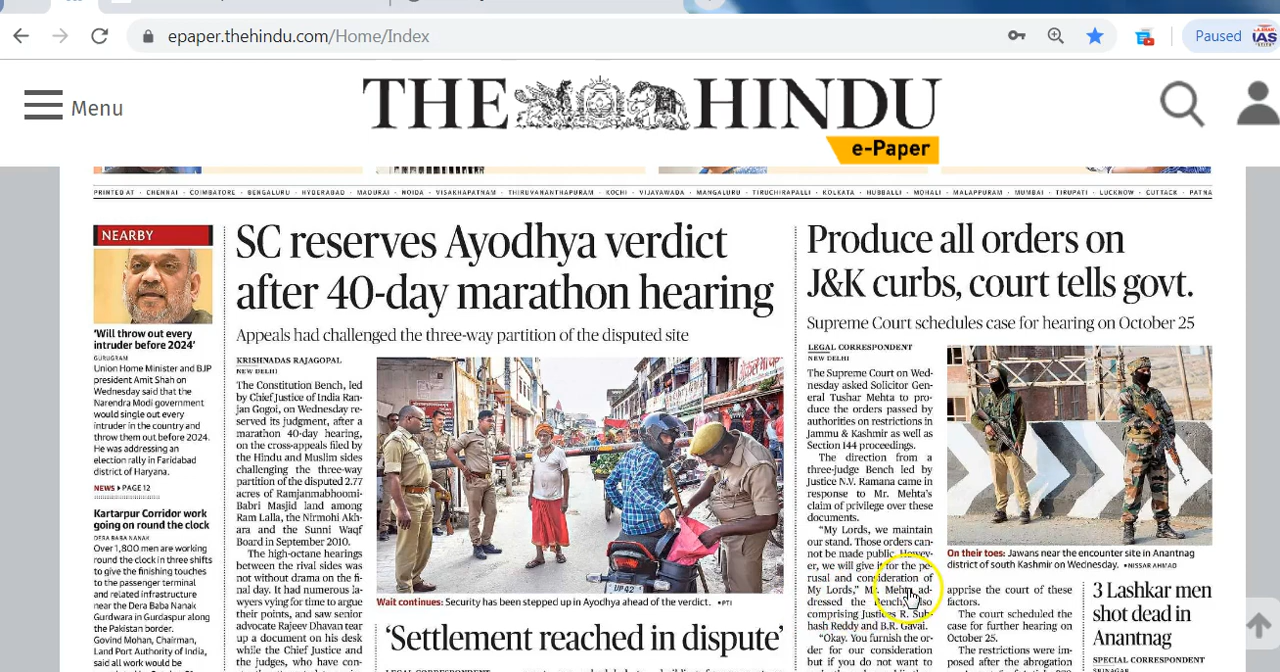 epaper.thehindu.com/Home/Index
Paused
IAS
Menu
THE HINDU
e-Paper
PRINTED AT · CHENNAI · COIMBATORE · BENGALURU · HYDERABAD · MADURAI · NOIDA · VISAKHAPATNAM · THIRUVANANTHAPURAM · KOCHI · VIJAYAWADA · MANGALURU · TIRUCHIRAPALLI · KOLKATA · HUBBALLI · MOHALI · MALAPPURAM · MUMBAI · TIRUPATI · LUCKNOW · CUTTACK · PATNA
NEARBY
‘Will throw out every
intruder before 2024’
GURUGRAM
Union Home Minister and BJP
president Amit Shah on
Wednesday said that the
Narendra Modi government
would single out every
intruder in the country and
throw them out before 2024.
He was addressing an
election rally in Faridabad
district of Haryana.
NEWS PAGE 12
Kartarpur Corridor work
going on round the clock
DERA BABA NANAK
Over 1,800 men are working
round the clock in three shifts
to give the finishing touches
to the passenger terminal
and related infrastructure
near the Dera Baba Nanak
Gurdwara in Gurdaspur along
the Pakistan border.
Govind Mohan, Chairman,
Land Port Authority of India,
said all work would be
SC reserves Ayodhya verdict
after 40-day marathon hearing
Appeals had challenged the three-way partition of the disputed site
KRISHNADAS RAJAGOPAL
NEW DELHI
The Constitution Bench, led
by Chief Justice of India Ran-
jan Gogoi, on Wednesday re-
served its judgment, after a
marathon 40-day hearing,
on the cross-appeals filed by
the Hindu and Muslim sides
challenging the three-way
partition of the disputed 2.77
acres of Ramjanmabhoomi-
Babri Masjid land among
Ram Lalla, the Nirmohi Akh-
ara and the Sunni Waqf
Board in September 2010.
The high-octane hearings
between the rival sides was
not without drama on the fi-
nal day. It had numerous la-
wyers vying for time to argue
their points, and saw senior
advocate Rajeev Dhavan tear
up a document on his desk
while the Chief Justice and
the judges, who have con-
UP 42
Wait continues: Security has been stepped up in Ayodhya ahead of the verdict. •PTI
‘Settlement reached in dispute’
LEGAL CORRESPONDENT
Produce all orders on
J&K curbs, court tells govt.
Supreme Court schedules case for hearing on October 25
LEGAL CORRESPONDENT
NEW DELHI
The Supreme Court on Wed-
nesday asked Solicitor Gen-
eral Tushar Mehta to pro-
duce the orders passed by
authorities on restrictions in
Jammu & Kashmir as well as
Section 144 proceedings.
The direction from a
three-judge Bench led by
Justice N.V. Ramana came in
response to Mr. Mehta’s
claim of privilege over these
documents.
“My Lords, we maintain
our stand. Those orders can-
not be made public. Howev-
er, we will give it for the pe-
rusal and consideration of
My Lords,” Mr. Mehta ad-
dressed the Bench, also
comprising Justices R. Sub-
hash Reddy and B.R. Gavai.
“Okay. You furnish the or-
der for our consideration
but if you do not want to
On their toes: Jawans near the encounter site in Anantnag
district of south Kashmir on Wednesday. •NISSAR AHMAD
apprise the court of these
factors.
The court scheduled the
case for further hearing on
October 25.
The restrictions were im-
posed after the abrogation
3 Lashkar men
shot dead in
Anantnag
SPECIAL CORRESPONDENT
SRINAGAR